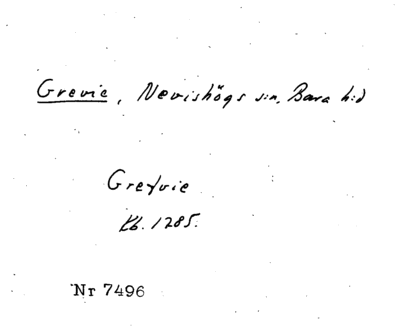 Grevie, Nevishögs s:n, Bara h:d
Greyvie
Kb. 1285.
Nr 7496